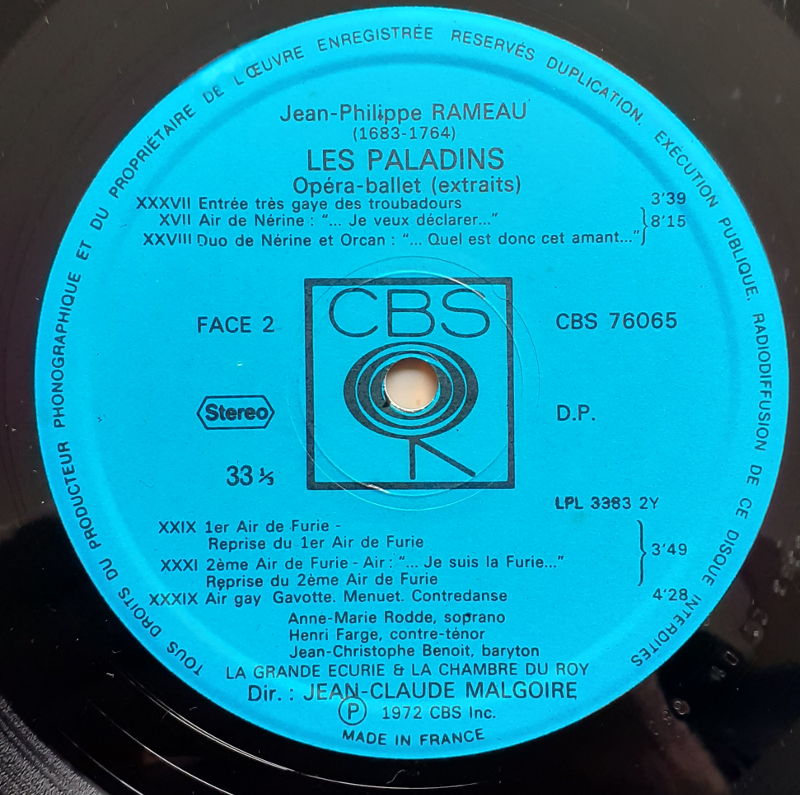 TOUS DROITS DU PRODUCTEUR PHONOGRAPHIQUE ET DU PROPRIÉTAIRE DE L'ŒUVRE ENREGISTRÉE RESERVÉS DUPLICATION, EXÉCUTION PUBLIQUE, RADIODIFFUSION DE CE DISQUE INTERDITES
Jean-Philippe RAMEAU
(1683-1764)
LES PALADINS
Opéra-ballet (extraits)
XXXVII Entrée très gaye des troubadours 3'39
XVII Air de Nérine : "... Je veux déclarer..."
8'15
XXVIII Duo de Nérine et Orcan : "... Quel est donc cet amant..."
CBS
FACE 2
CBS 76065
Stereo
D.P.
33 ⅓
LPL 3383 2Y
XXIX 1er Air de Furie -
Reprise du 1er Air de Furie
XXXI 2ème Air de Furie - Air : "... Je suis la Furie..."
3'49
Reprise du 2ème Air de Furie
XXXIX Air gay Gavotte. Menuet. Contredanse 4'28
Anne-Marie Rodde, soprano
Henri Farge, contre-ténor
Jean-Christophe Benoit, baryton
LA GRANDE ECURIE & LA CHAMBRE DU ROY
Dir. : JEAN-CLAUDE MALGOIRE
Ⓟ 1972 CBS Inc.
MADE IN FRANCE